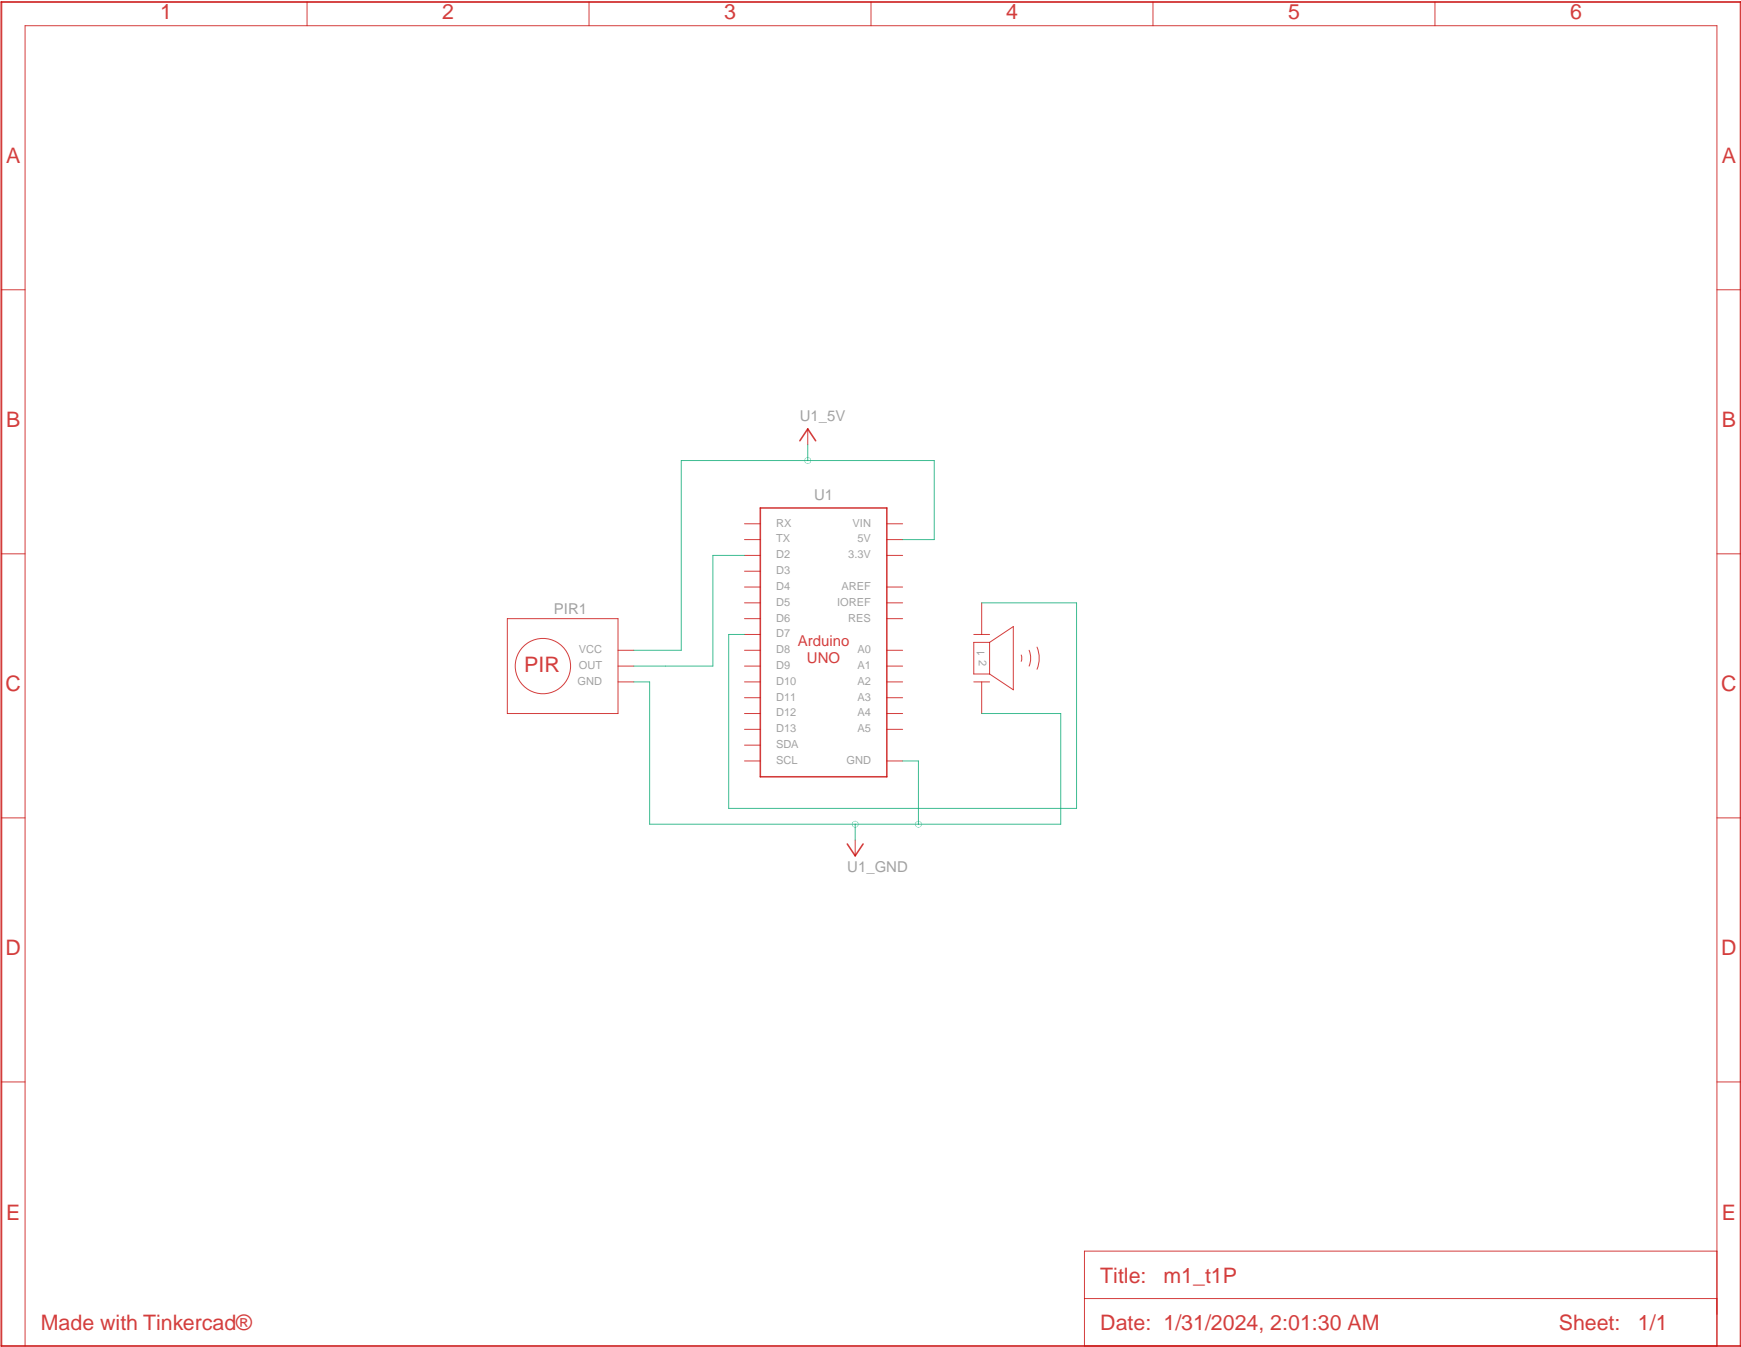 1 2 3 4 5 6
A A
B B
U1_5V
U1
RX VIN
TX 5V
D2 3.3V
D3
D4 AREF
D5 IOREF
D6 RES
D7
Arduino
UNO
D8 A0
D9 A1
D10 A2
D11 A3
D12 A4
D13 A5
SDA
SCL GND
PIR1
PIR
VCC
OUT
GND
1 2
C C
U1_GND
D D
E E
Title: m1_t1P
Made with Tinkercad®
Date: 1/31/2024, 2:01:30 AM Sheet: 1/1